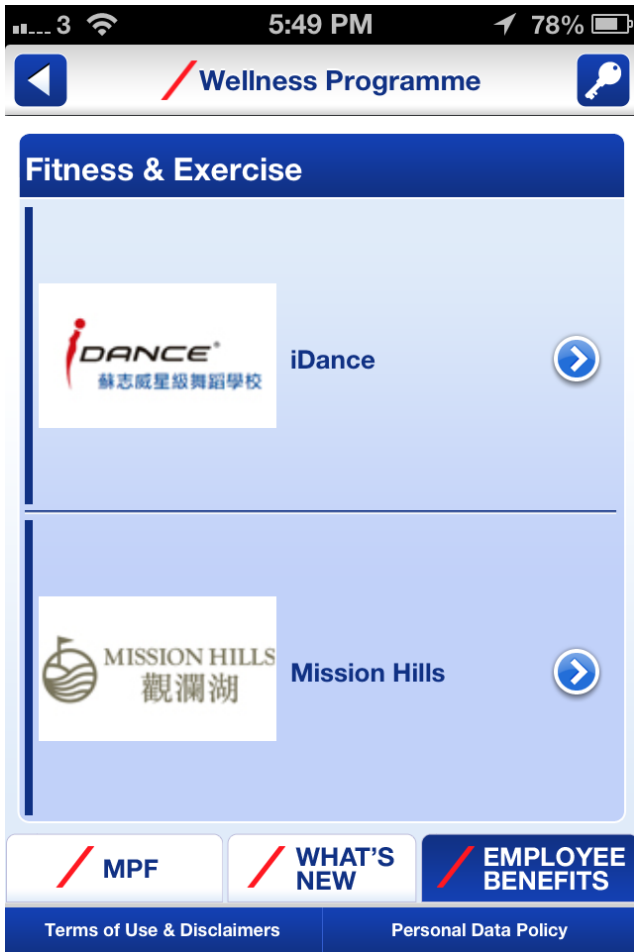 3 5:49 PM 78%
Wellness Programme
Fitness & Exercise
iDANCE®
蘇志威星級舞蹈學校
iDance
MISSION HILLS
觀瀾湖
Mission Hills
MPF
WHAT'S
NEW
EMPLOYEE
BENEFITS
Terms of Use & Disclaimers
Personal Data Policy